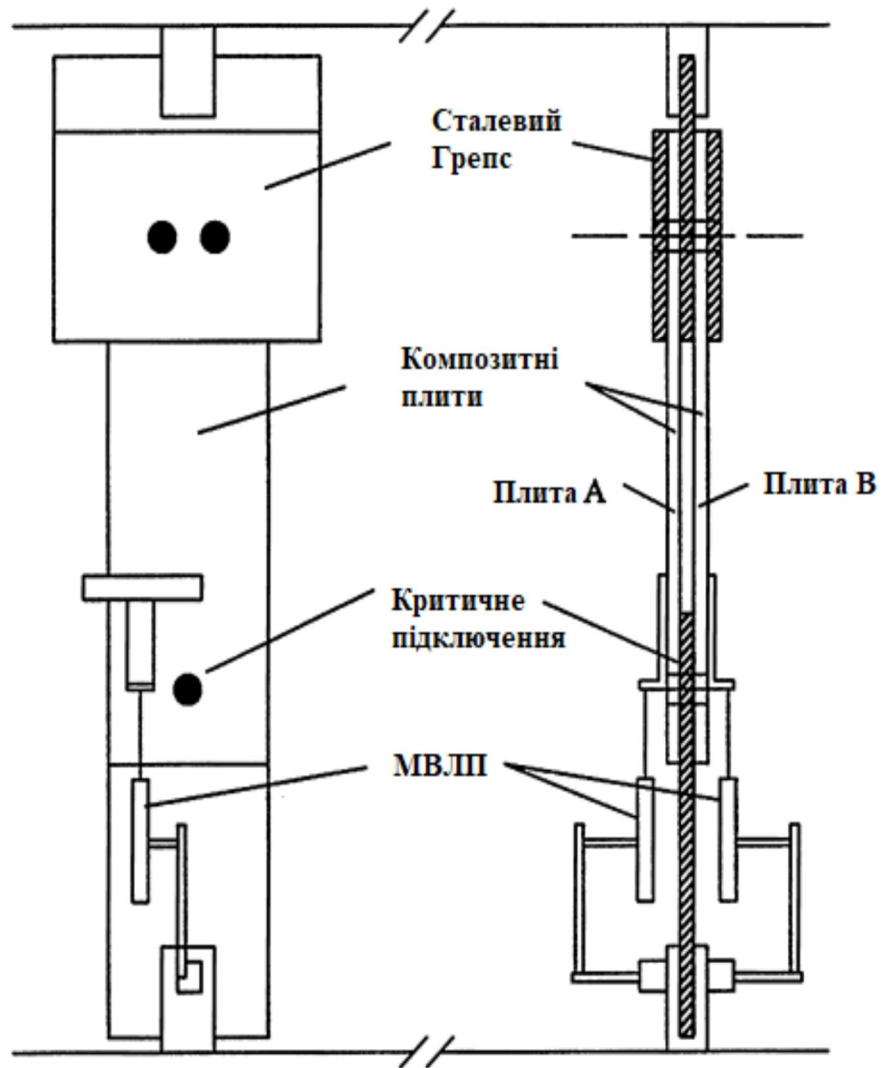 Сталевий
Грепс
Композитні
плити
Плита А
Плита В
Критичне
підключення
МВЛП